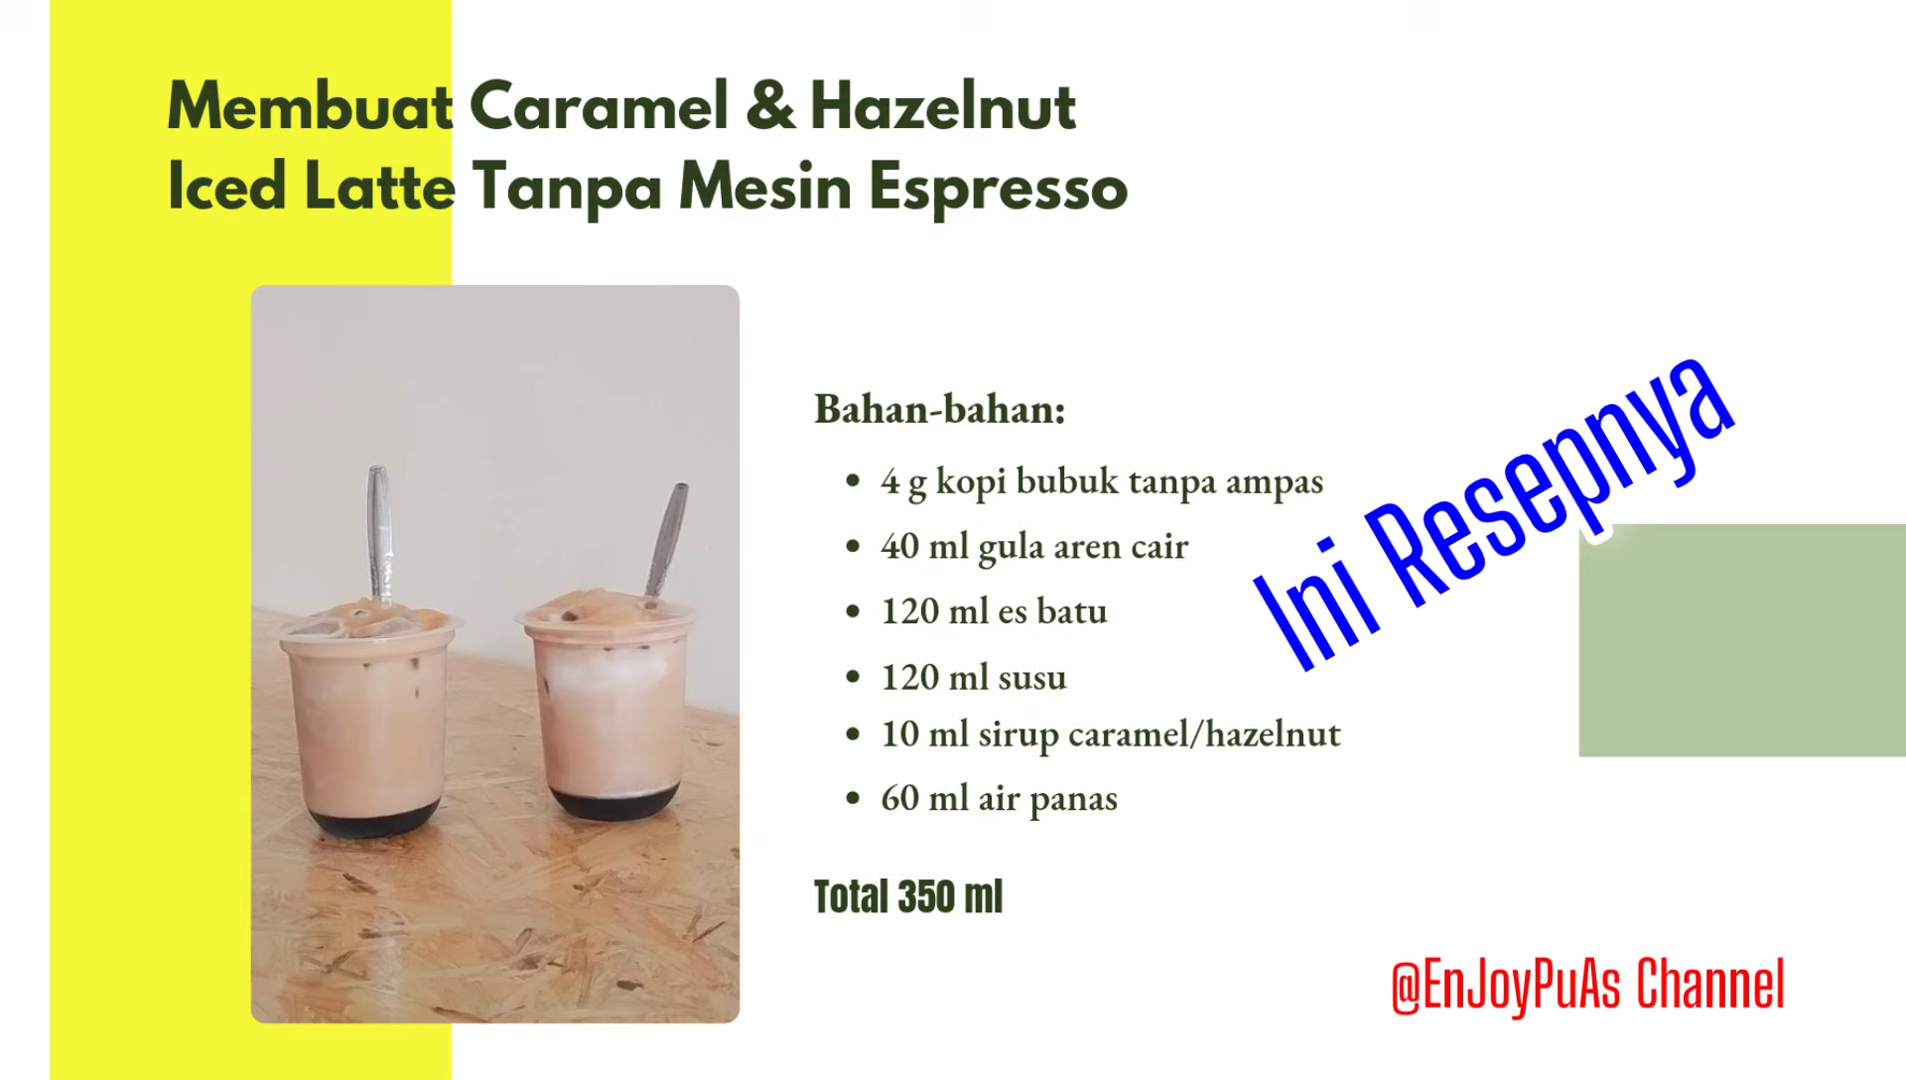 Membuat Caramel & Hazelnut
Iced Latte Tanpa Mesin Espresso
Bahan-bahan:
• 4 g kopi bubuk tanpa ampas
• 40 ml gula aren cair
• 120 ml es batu
• 120 ml susu
• 10 ml sirup caramel/hazelnut
• 60 ml air panas
Total 350 ml
Ini Resepnya
@EnJoyPuAs Channel